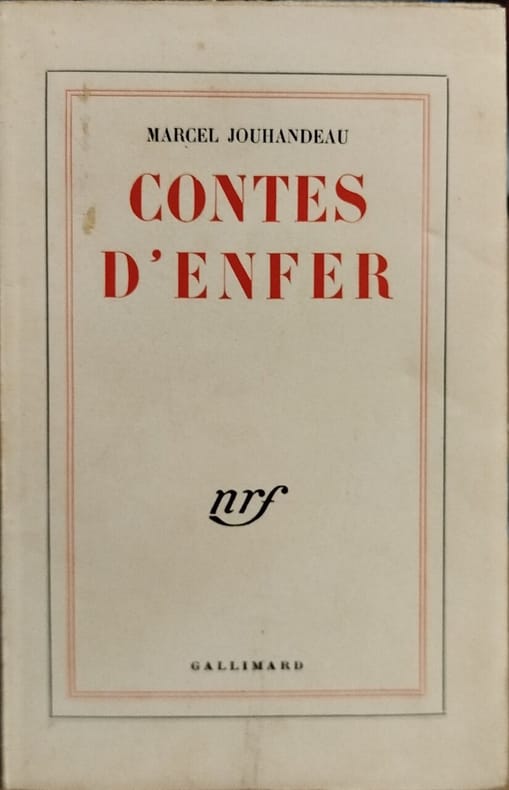 MARCEL JOUHANDEAU
CONTES
D'ENFER
nrf
GALLIMARD